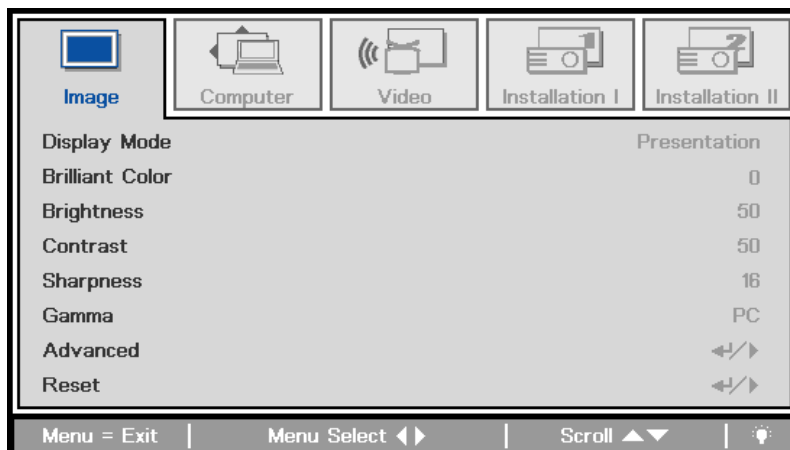 Image Computer Video Installation I Installation II
Display Mode Presentation
Brilliant Color 0
Brightness 50
Contrast 50
Sharpness 16
Gamma PC
Advanced
Reset
Menu = Exit Menu Select Scroll